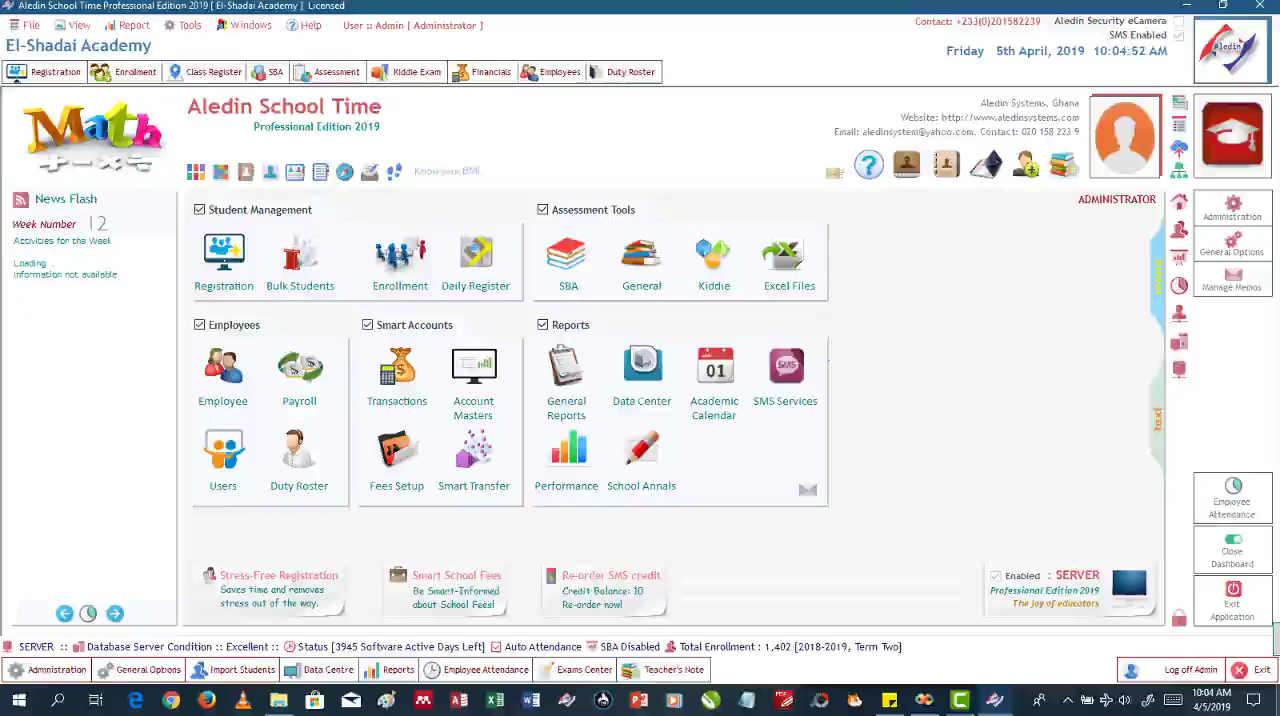 Aledin School Time Professional Edition 2019 [ El-Shadai Academy ] Licensed
File View Report Tools Windows Help User :: Admin [ Administrator ]
Contact: +233(0)201582239 Aledin Security eCamera
SMS Enabled
El-Shadai Academy
Friday 5th April, 2019 10:04:52 AM
Aledin
Registration Enrolment Class Register SBA Assessment Kiddie Exam Financials Employees Duty Roster
Math
Aledin School Time
Professional Edition 2019
Aledin Systems, Ghana
Website: http://www.aledinsystems.com
Email: aledinsystem@yahoo.com, Contact: 020 158 223 9
Know your BMI
News Flash
Week Number 12
Activities for the Week
Loading
Information not available
ADMINISTRATOR
Student Management
Registration Bulk Students Enrollment Daily Register
Assessment Tools
SBA General Kiddie Excel Files
Employees
Employee Payroll
Users Duty Roster
Smart Accounts
Transactions Account
Masters
Fees Setup Smart Transfer
Reports
01
SMS
General
Reports
Data Center Academic
Calendar
SMS Services
Performance School Annals
text
Administration
General Options
Manage Memos
Employee
Attendance
Close
Dashboard
Exit
Application
Stress-Free Registration
Saves time and removes
stress out of the way.
Smart School Fees
Be Smart-Informed
about School Fees!
Re-order SMS credit
Credit Balance: 10
Re-order now!
Enabled : SERVER
Professional Edition 2019
The joy of educators
SERVER :: Database Server Condition :: Excellent :: Status [3945 Software Active Days Left] Auto Attendance SBA Disabled Total Enrollment : 1,402 [2018-2019, Term Two]
Administration General Options Import Students Data Centre Reports Employee Attendance Exams Center Teacher's Note Log off Admin Exit
10:04 AM
4/5/2019